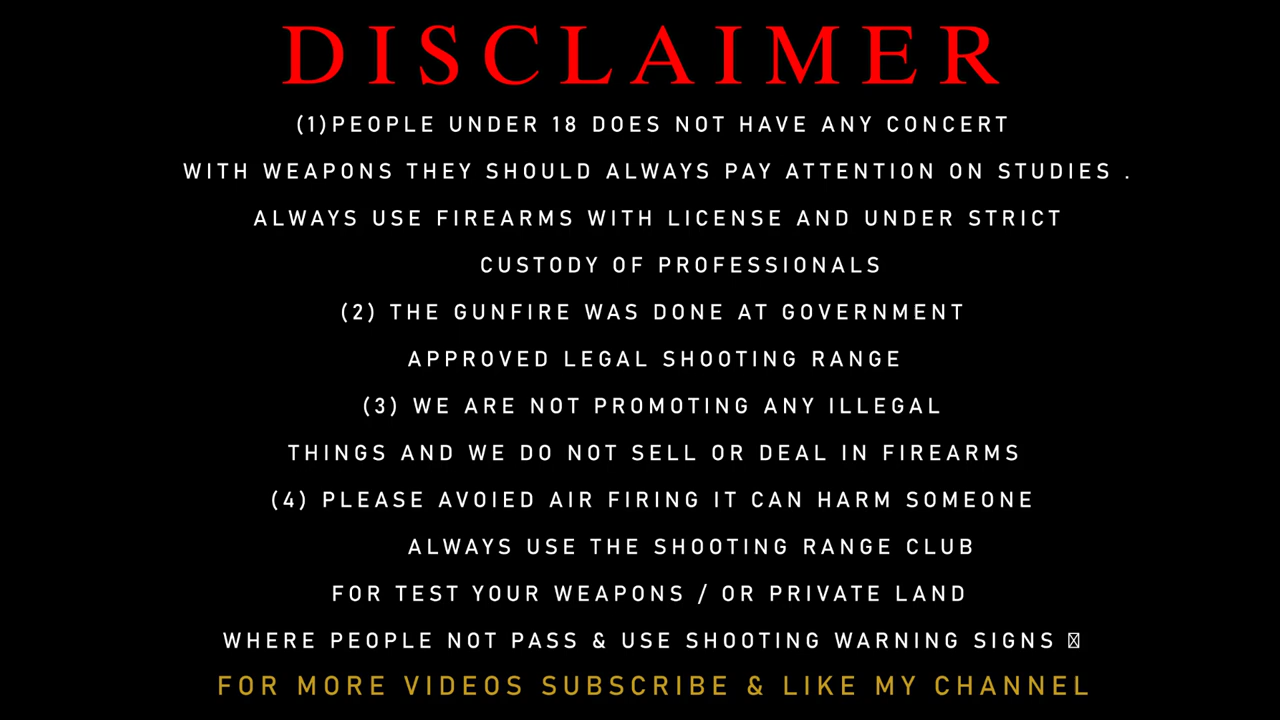 DISCLAIMER
(1)PEOPLE UNDER 18 DOES NOT HAVE ANY CONCERT
WITH WEAPONS THEY SHOULD ALWAYS PAY ATTENTION ON STUDIES .
ALWAYS USE FIREARMS WITH LICENSE AND UNDER STRICT
CUSTODY OF PROFESSIONALS
(2) THE GUNFIRE WAS DONE AT GOVERNMENT
APPROVED LEGAL SHOOTING RANGE
(3) WE ARE NOT PROMOTING ANY ILLEGAL
THINGS AND WE DO NOT SELL OR DEAL IN FIREARMS
(4) PLEASE AVOIED AIR FIRING IT CAN HARM SOMEONE
ALWAYS USE THE SHOOTING RANGE CLUB
FOR TEST YOUR WEAPONS / OR PRIVATE LAND
WHERE PEOPLE NOT PASS & USE SHOOTING WARNING SIGNS
FOR MORE VIDEOS SUBSCRIBE & LIKE MY CHANNEL